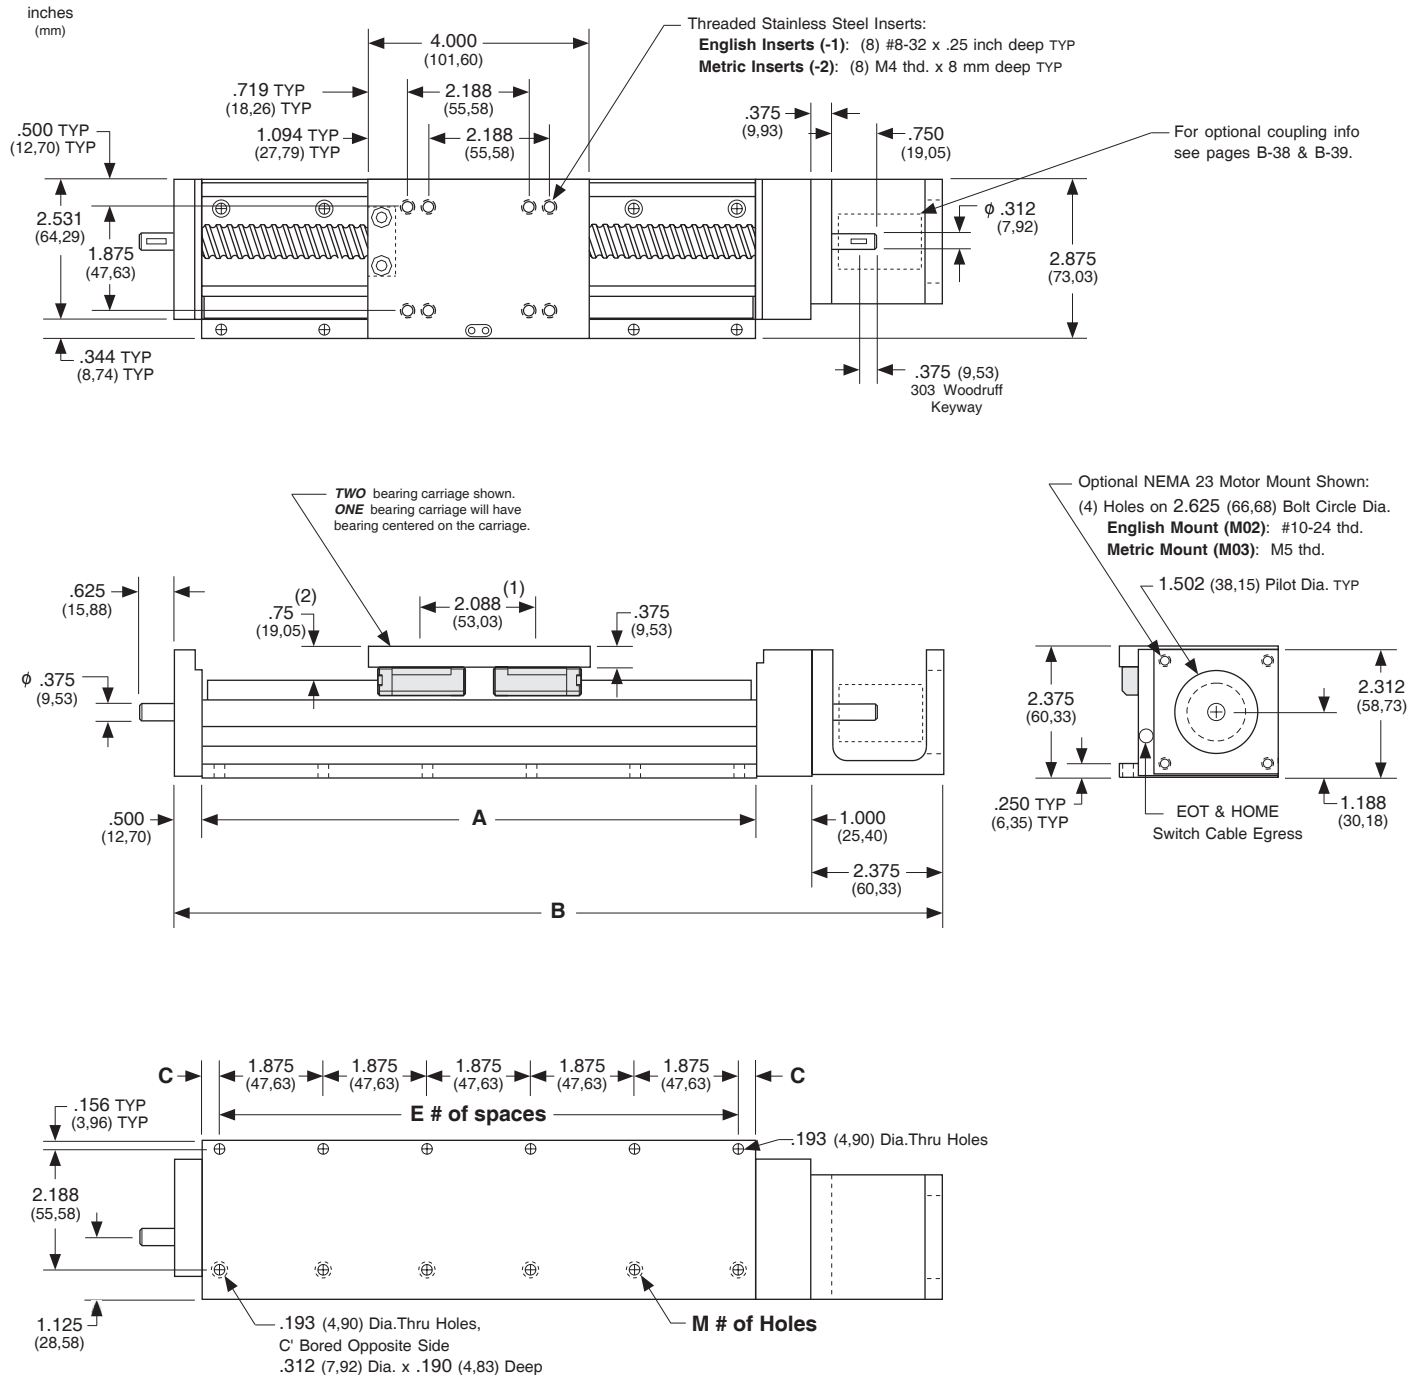 inches
(mm)
Threaded Stainless Steel Inserts:
English Inserts (-1): (8) #8-32 x .25 inch deep TYP
Metric Inserts (-2): (8) M4 thd. x 8 mm deep TYP
4.000
(101,60)
.719 TYP
(18,26) TYP
2.188
(55,58)
.500 TYP
(12,70) TYP
1.094 TYP
(27,79) TYP
2.188
(55,58)
.375
(9,93)
.750
(19,05)
For optional coupling info
see pages B-38 & B-39.
2.531
(64,29)
1.875
(47,63)
ϕ .312
(7,92)
2.875
(73,03)
.344 TYP
(8,74) TYP
.375 (9,53)
303 Woodruff
Keyway
TWO bearing carriage shown.
ONE bearing carriage will have
bearing centered on the carriage.
Optional NEMA 23 Motor Mount Shown:
(4) Holes on 2.625 (66,68) Bolt Circle Dia.
English Mount (M02): #10-24 thd.
Metric Mount (M03): M5 thd.
1.502 (38,15) Pilot Dia. TYP
.625
(15,88)
(2)
.75
(19,05)
(1)
2.088
(53,03)
.375
(9,53)
ϕ .375
(9,53)
2.375
(60,33)
2.312
(58,73)
.250 TYP
(6,35) TYP
EOT & HOME
Switch Cable Egress
1.188
(30,18)
.500
(12,70)
A
1.000
(25,40)
2.375
(60,33)
B
C
1.875
(47,63)
1.875
(47,63)
1.875
(47,63)
1.875
(47,63)
1.875
(47,63)
C
E # of spaces
.156 TYP
(3,96) TYP
.193 (4,90) Dia.Thru Holes
2.188
(55,58)
1.125
(28,58)
.193 (4,90) Dia.Thru Holes,
C' Bored Opposite Side
.312 (7,92) Dia. x .190 (4,83) Deep
M # of Holes